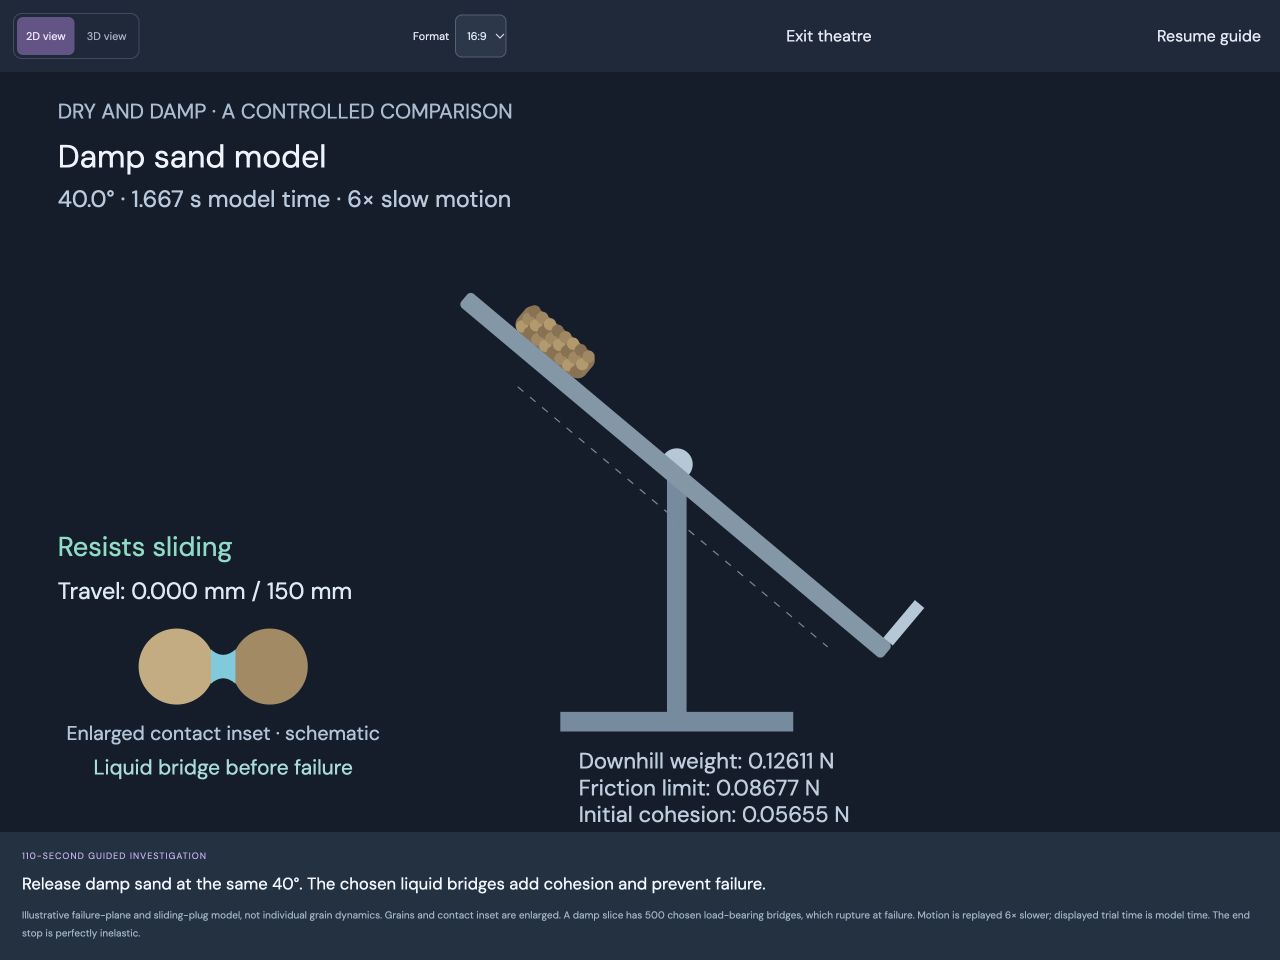 2D view
3D view
Format
16:9
Exit theatre
Resume guide
DRY AND DAMP · A CONTROLLED COMPARISON
Damp sand model
40.0° · 1.667 s model time · 6× slow motion
Resists sliding
Travel: 0.000 mm / 150 mm
Enlarged contact inset · schematic
Liquid bridge before failure
Downhill weight: 0.12611 N
Friction limit: 0.08677 N
Initial cohesion: 0.05655 N
110-SECOND GUIDED INVESTIGATION
Release damp sand at the same 40°. The chosen liquid bridges add cohesion and prevent failure.
Illustrative failure-plane and sliding-plug model, not individual grain dynamics. Grains and contact inset are enlarged. A damp slice has 500 chosen load-bearing bridges, which rupture at failure. Motion is replayed 6× slower; displayed trial time is model time. The end
stop is perfectly inelastic.